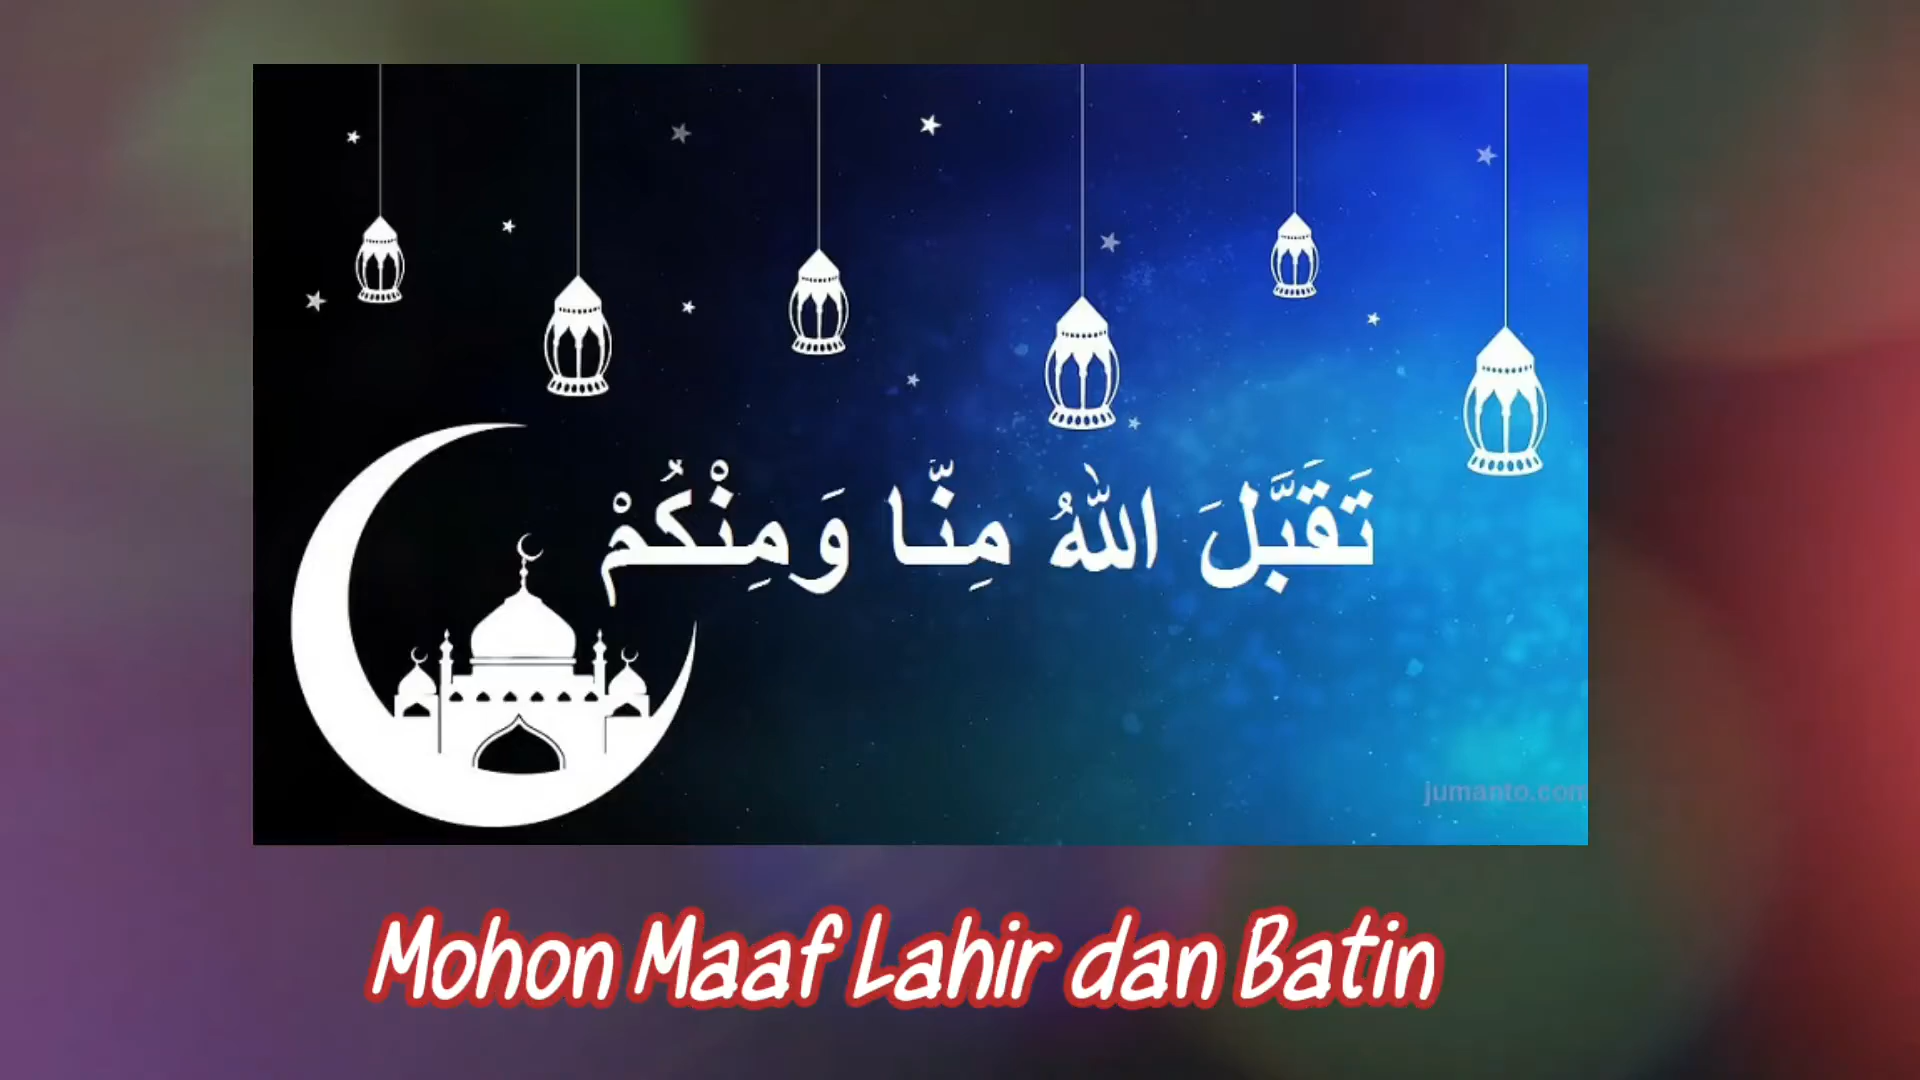 تَقَبَّلَ اللهُ مِنَّا وَمِنْكُمْ
jumanto.com
Mohon Maaf Lahir dan Batin